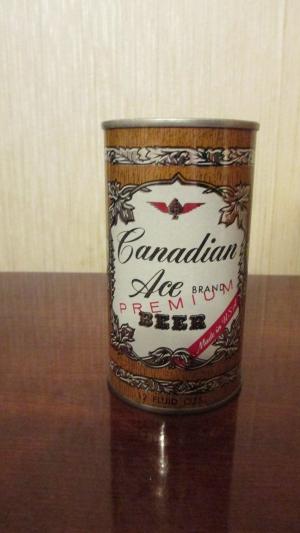 Canadian
Ace BRAND
PREMIUM
BEER
Made in U.S.A.
12 FLUID OZS.